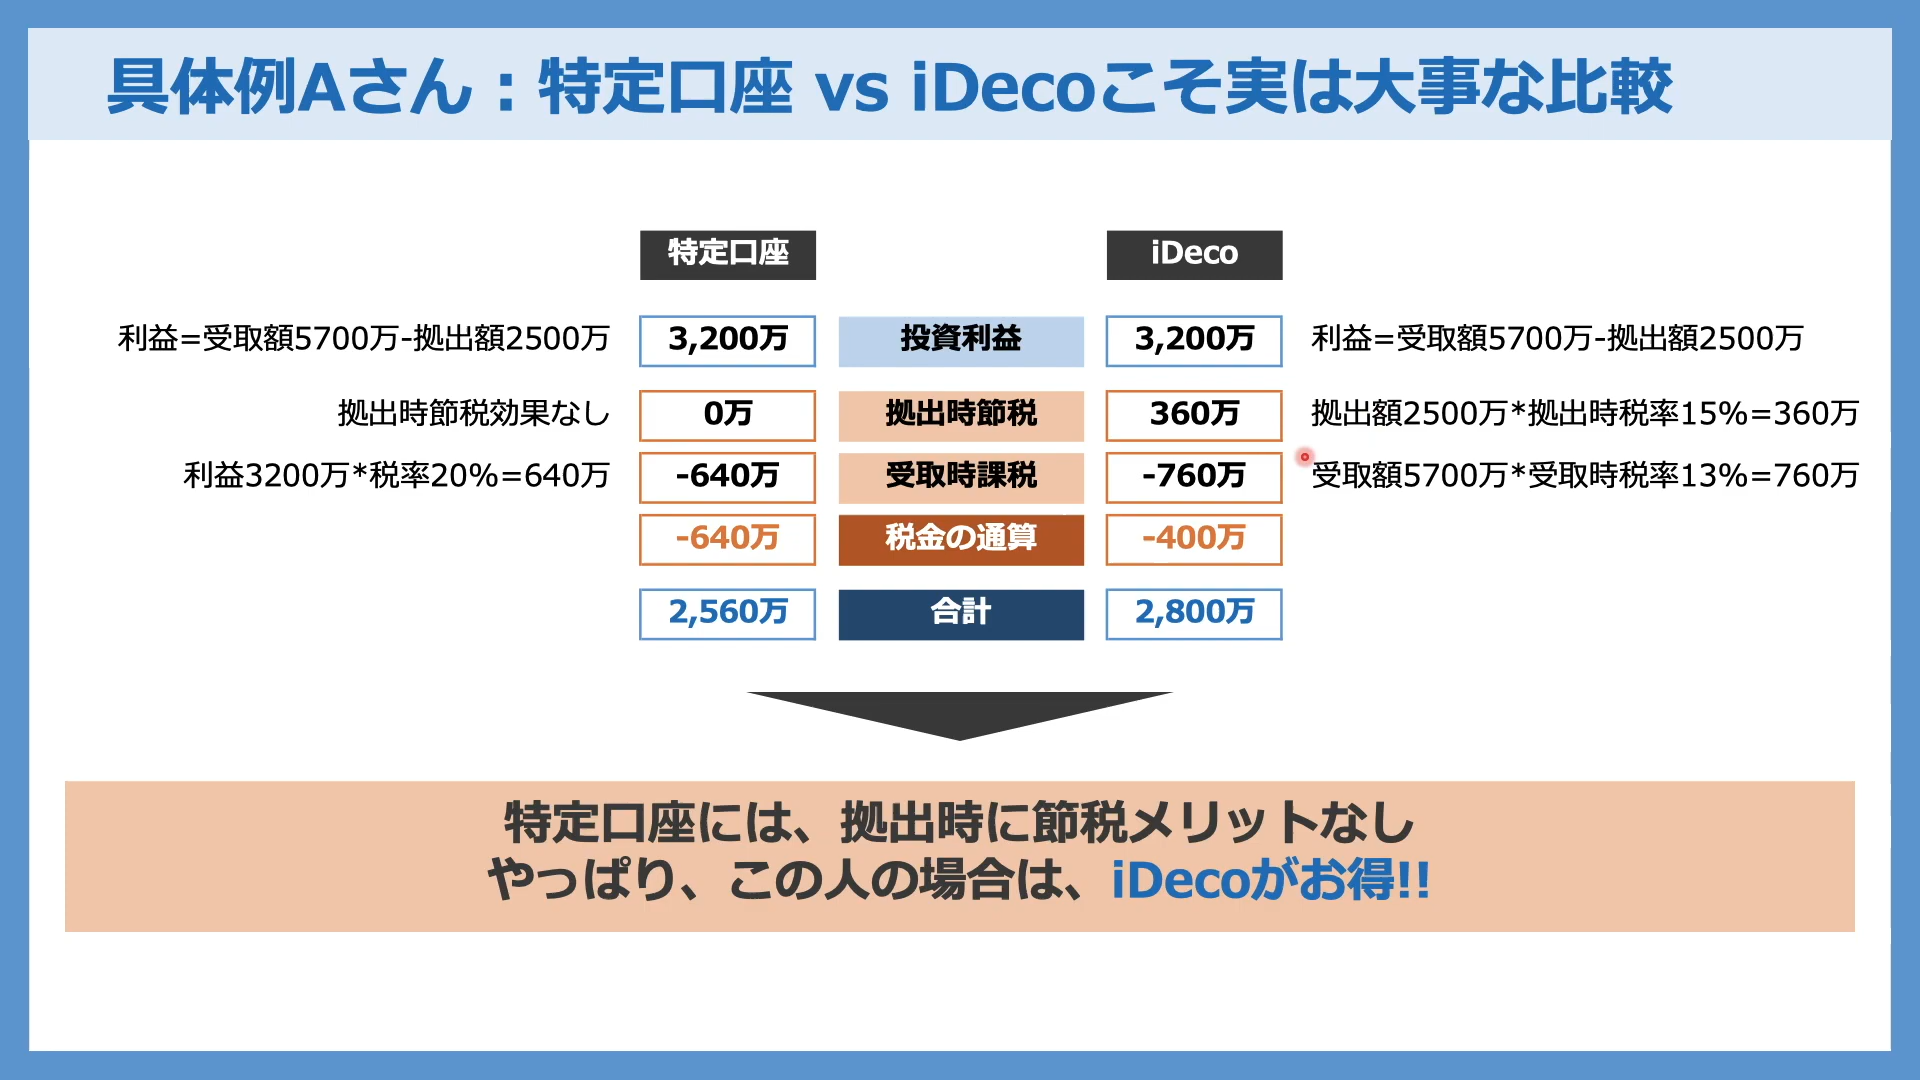 具体例Aさん：特定口座 vs iDecoこそ実は大事な比較
特定口座 iDeco
利益=受取額5700万-拠出額2500万 3,200万 投資利益 3,200万 利益=受取額5700万-拠出額2500万
拠出時節税効果なし 0万 拠出時節税 360万 拠出額2500万*拠出時税率15%=360万
利益3200万*税率20%=640万 -640万 受取時課税 -760万 受取額5700万*受取時税率13%=760万
-640万 税金の通算 -400万
2,560万 合計 2,800万
特定口座には、拠出時に節税メリットなし
やっぱり、この人の場合は、iDecoがお得!!